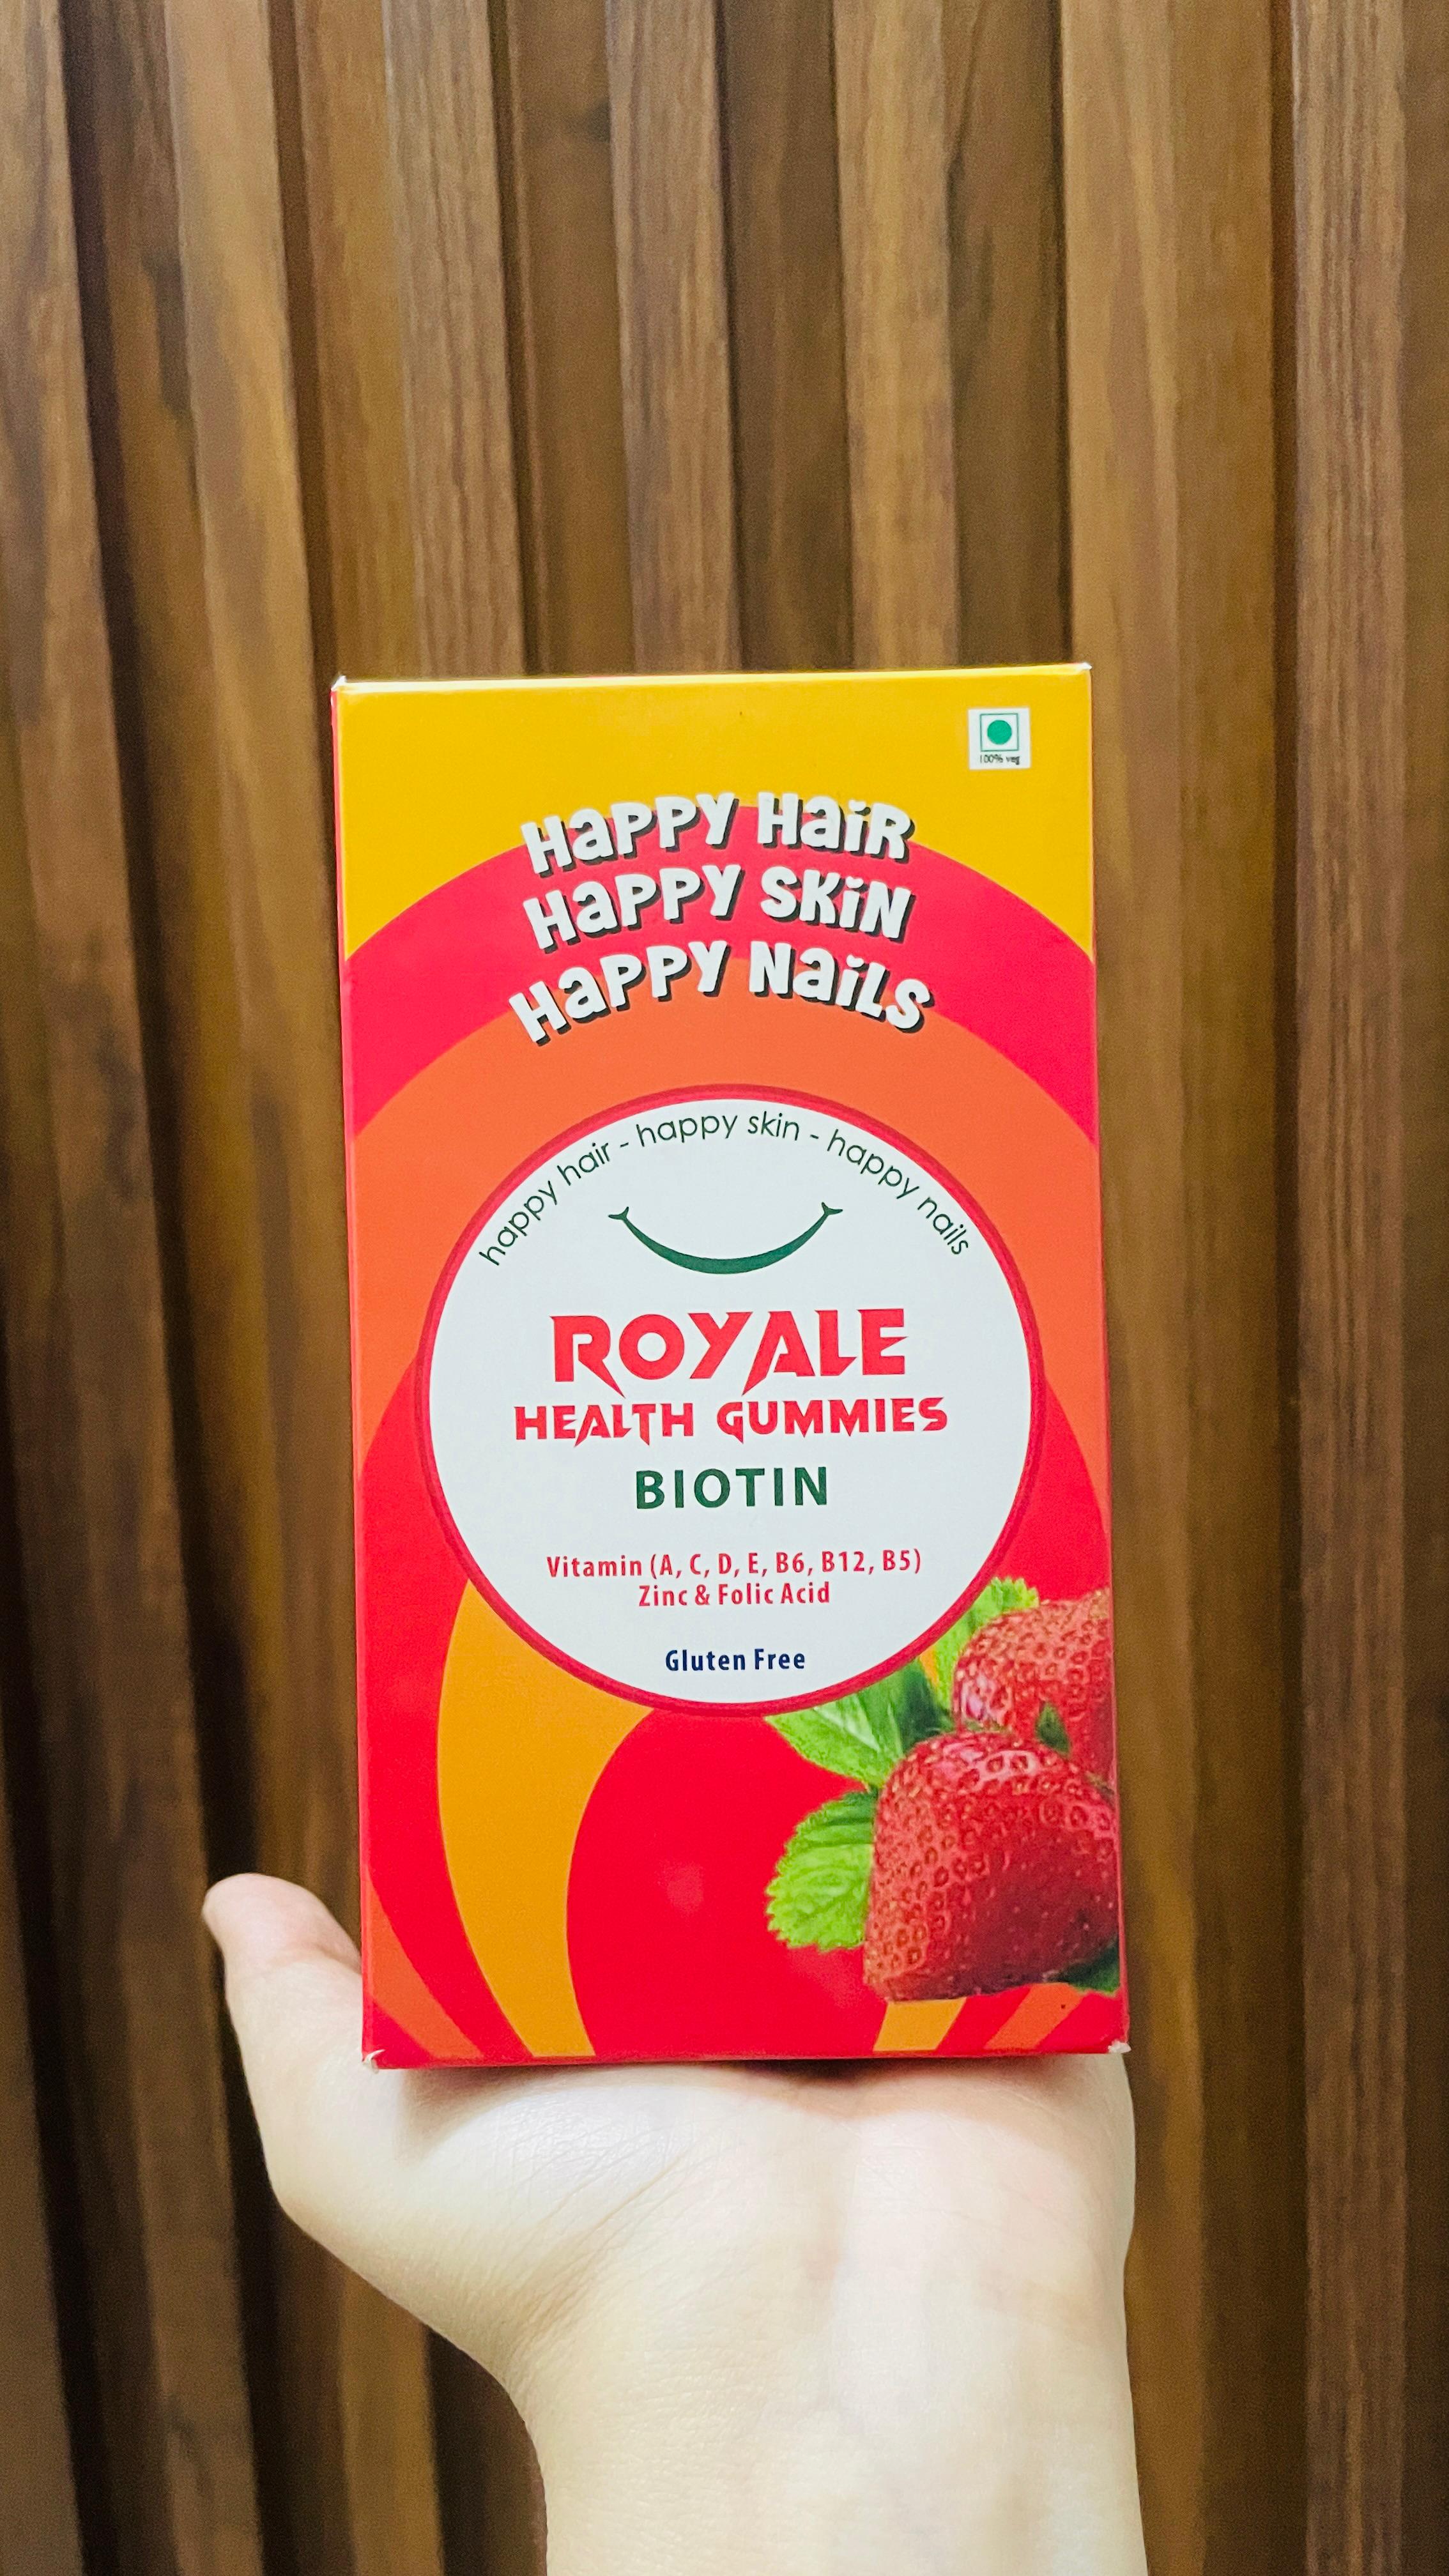 100% veg
HaPPY HaiR
HaPPY SKiN
HaPPY NaiLS
happy hair - happy skin - happy nails
ROYALE
HEALTH GUMMIES
BIOTIN
Vitamin (A, C, D, E, B6, B12, B5)
Zinc & Folic Acid
Gluten Free